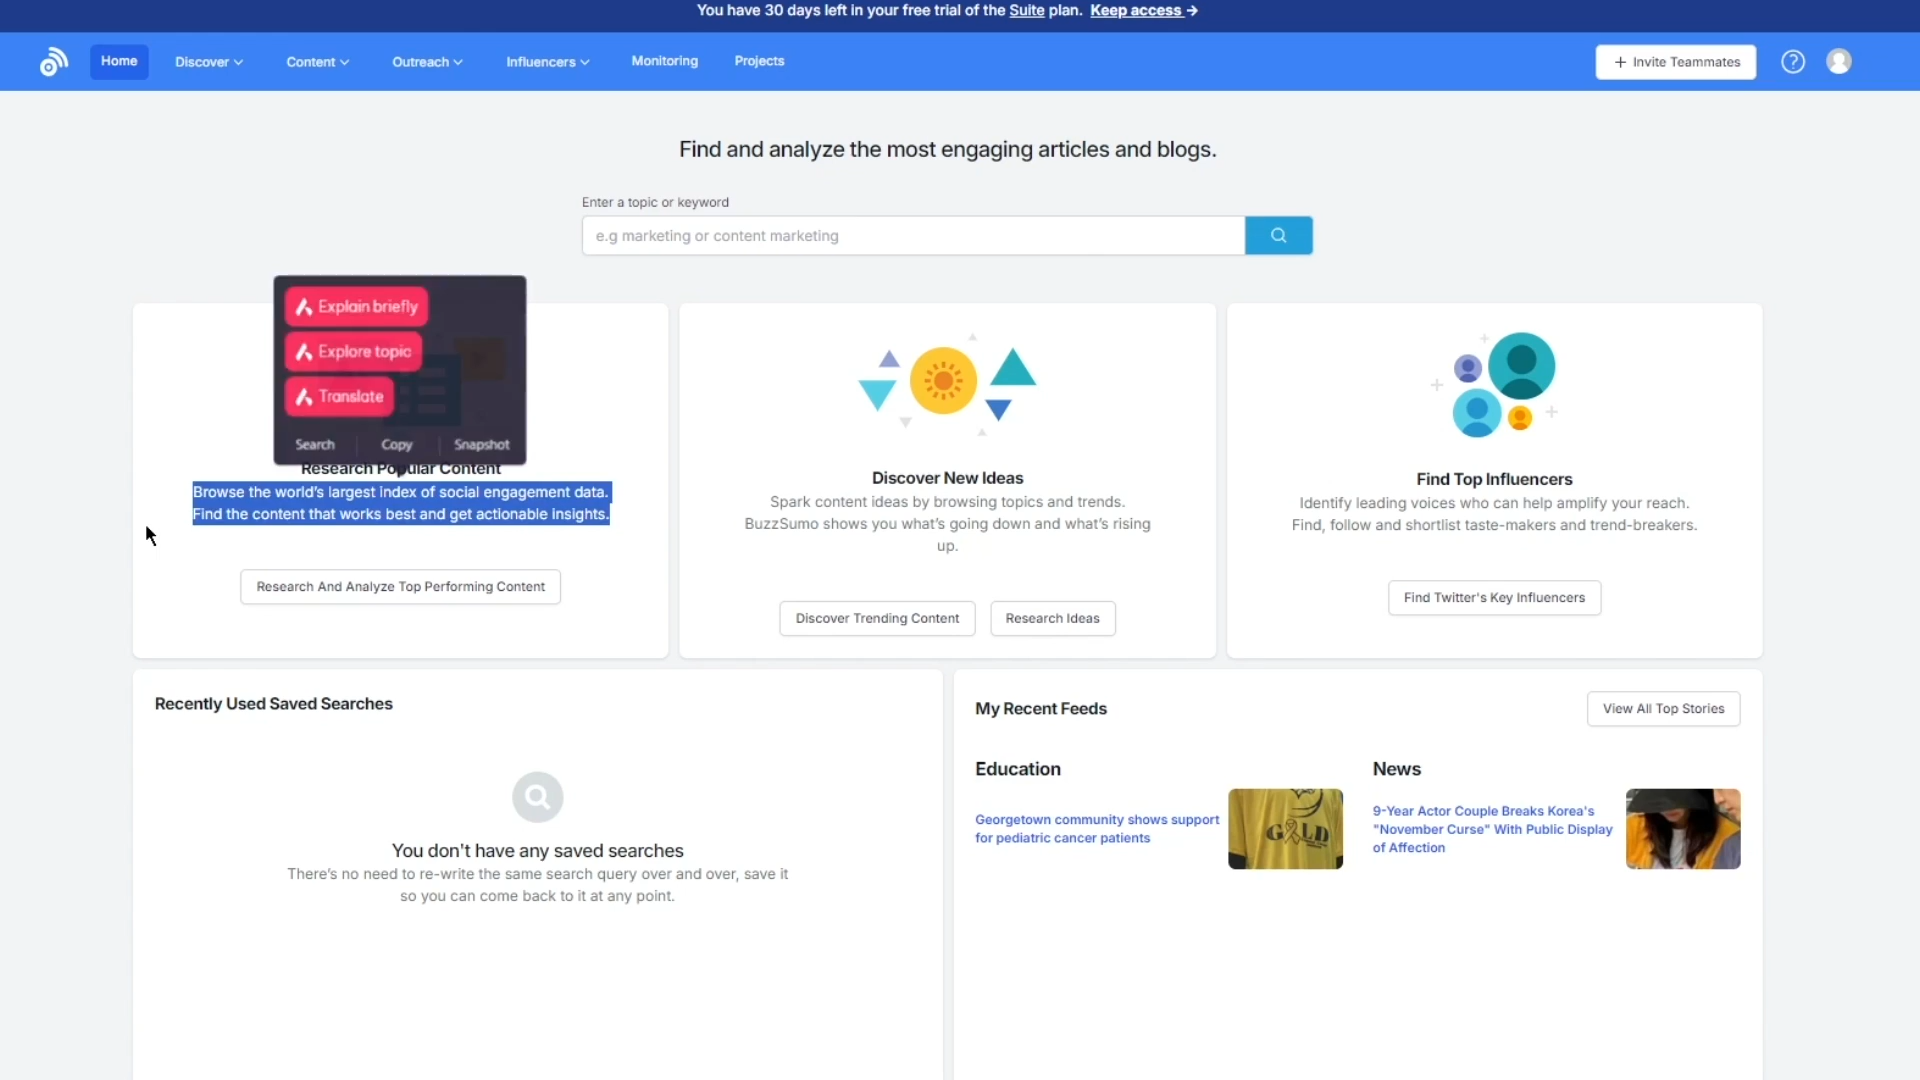 You have 30 days left in your free trial of the Suite plan. Keep access →
Home
Discover
Content
Outreach
Influencers
Monitoring
Projects
+ Invite Teammates
?
Find and analyze the most engaging articles and blogs.
Enter a topic or keyword
e.g marketing or content marketing
Explain briefly
Explore topic
Translate
Search
Copy
Snapshot
Research Popular Content
Browse the world's largest index of social engagement data.
Find the content that works best and get actionable insights.
Research And Analyze Top Performing Content
Discover New Ideas
Spark content ideas by browsing topics and trends.
BuzzSumo shows you what's going down and what's rising
up.
Discover Trending Content
Research Ideas
Find Top Influencers
Identify leading voices who can help amplify your reach.
Find, follow and shortlist taste-makers and trend-breakers.
Find Twitter's Key Influencers
Recently Used Saved Searches
You don't have any saved searches
There's no need to re-write the same search query over and over, save it
so you can come back to it at any point.
My Recent Feeds
View All Top Stories
Education
Georgetown community shows support
for pediatric cancer patients
GOLD
News
9-Year Actor Couple Breaks Korea's
"November Curse" With Public Display
of Affection